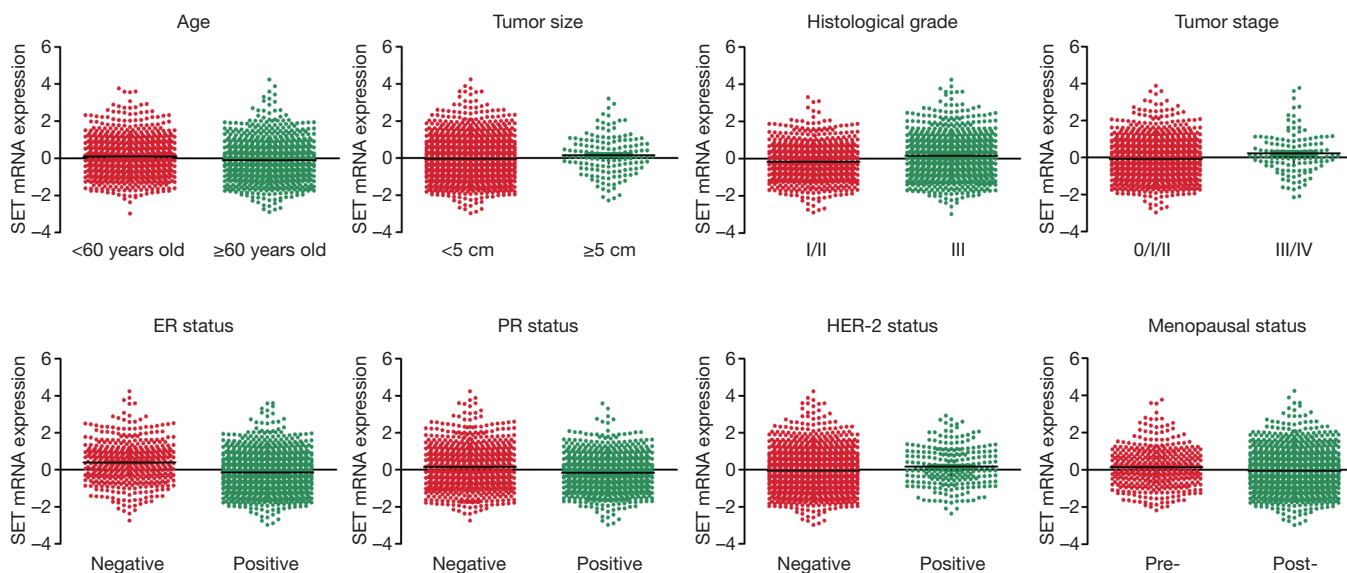 Age
SET mRNA expression
6
4
2
0
–2
–4
<60 years old
≥60 years old
Tumor size
SET mRNA expression
6
4
2
0
–2
–4
<5 cm
≥5 cm
Histological grade
SET mRNA expression
6
4
2
0
–2
–4
I/II
III
Tumor stage
SET mRNA expression
6
4
2
0
–2
–4
0/I/II
III/IV
ER status
SET mRNA expression
6
4
2
0
–2
–4
Negative
Positive
PR status
SET mRNA expression
6
4
2
0
–2
–4
Negative
Positive
HER-2 status
SET mRNA expression
6
4
2
0
–2
–4
Negative
Positive
Menopausal status
SET mRNA expression
6
4
2
0
–2
–4
Pre-
Post-